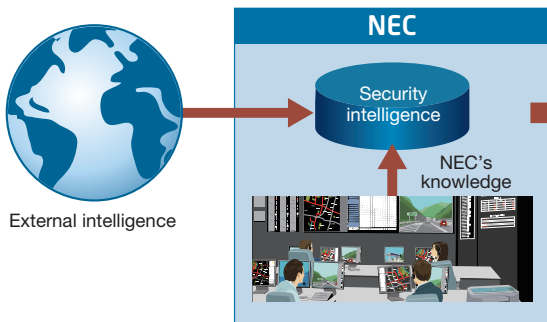 NEC
Security
intelligence
NEC's
knowledge
External intelligence